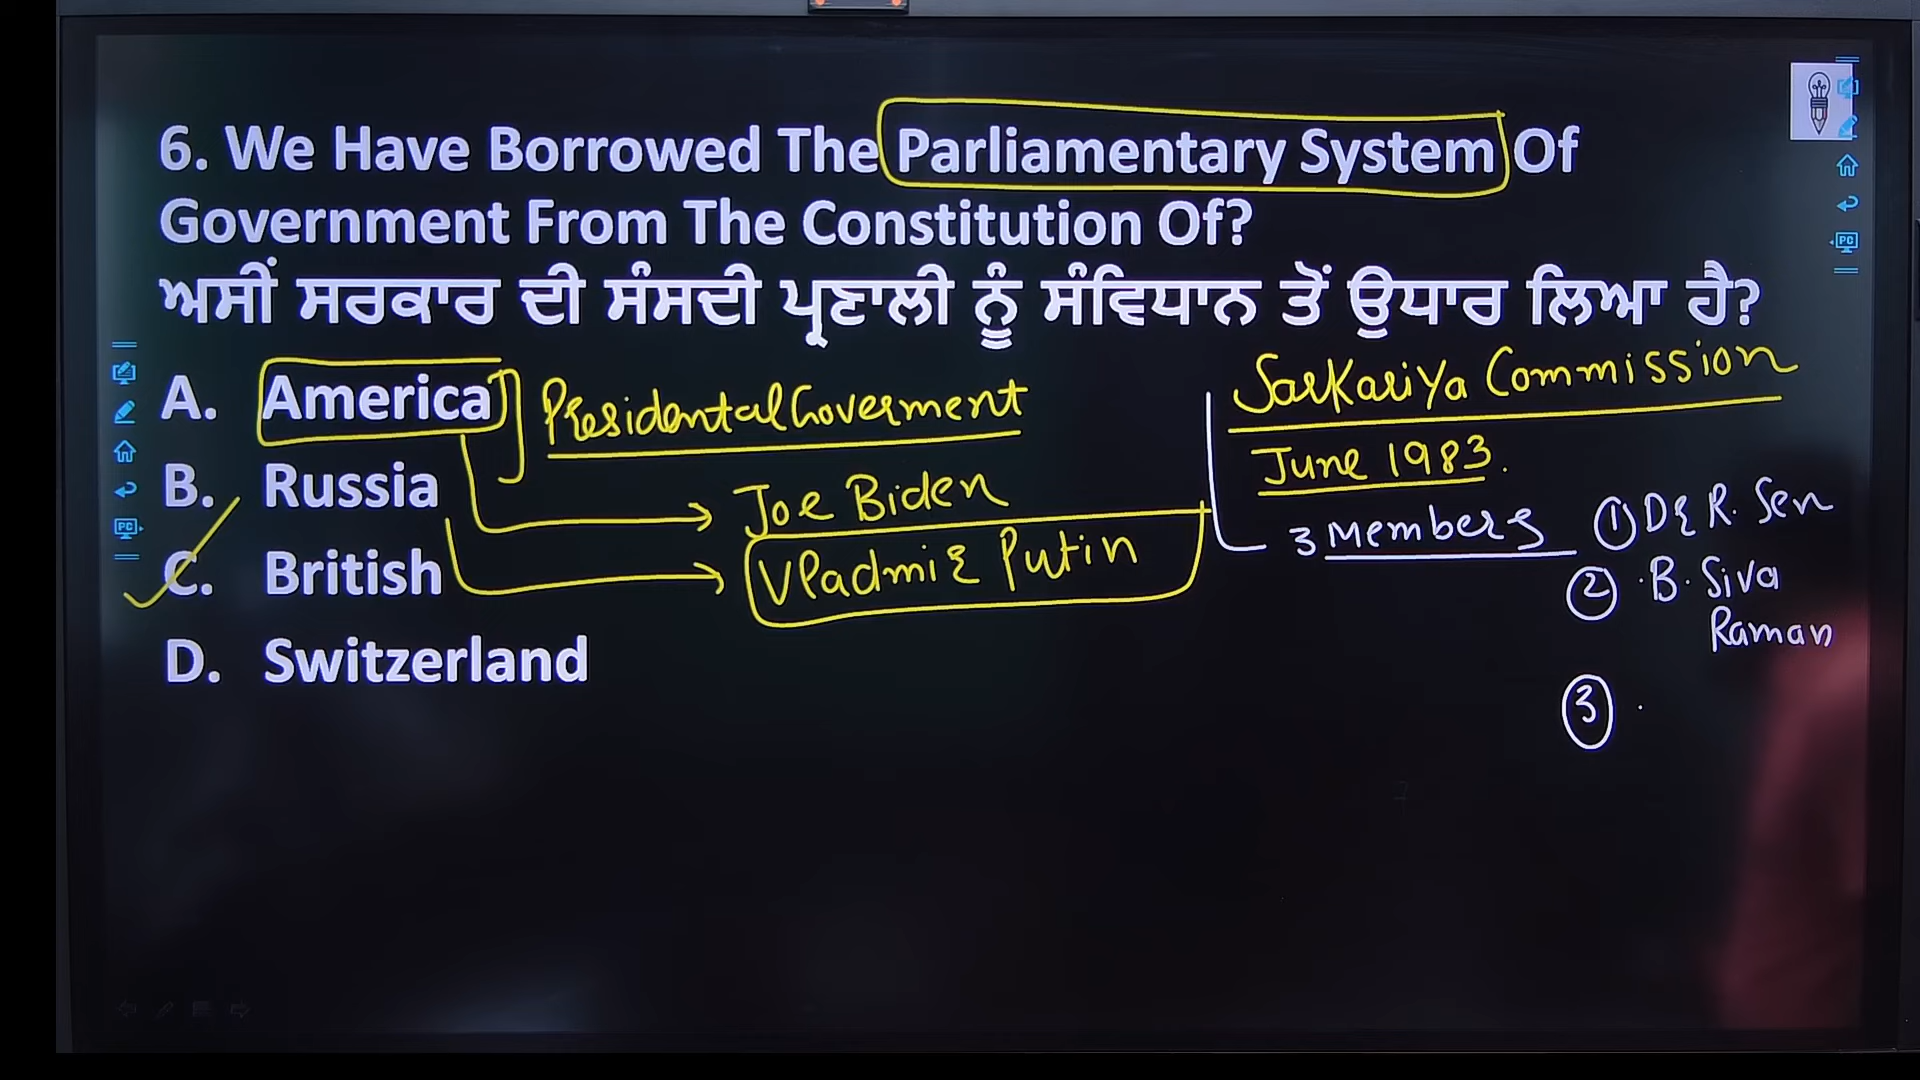 6. We Have Borrowed The Parliamentary System Of
Government From The Constitution Of?
ਅਸੀਂ ਸਰਕਾਰ ਦੀ ਸੰਸਦੀ ਪ੍ਰਣਾਲੀ ਨੂੰ ਸੰਵਿਧਾਨ ਤੋਂ ਉਧਾਰ ਲਿਆ ਹੈ?
A. America
Presidental Goverment
B. Russia
Joe Biden
C. British
Vladmir Putin
D. Switzerland
Sarkariya Commission
June 1983.
3 Members
① Dr R. Sen
② B. Siva
Raman
③
PC
PC